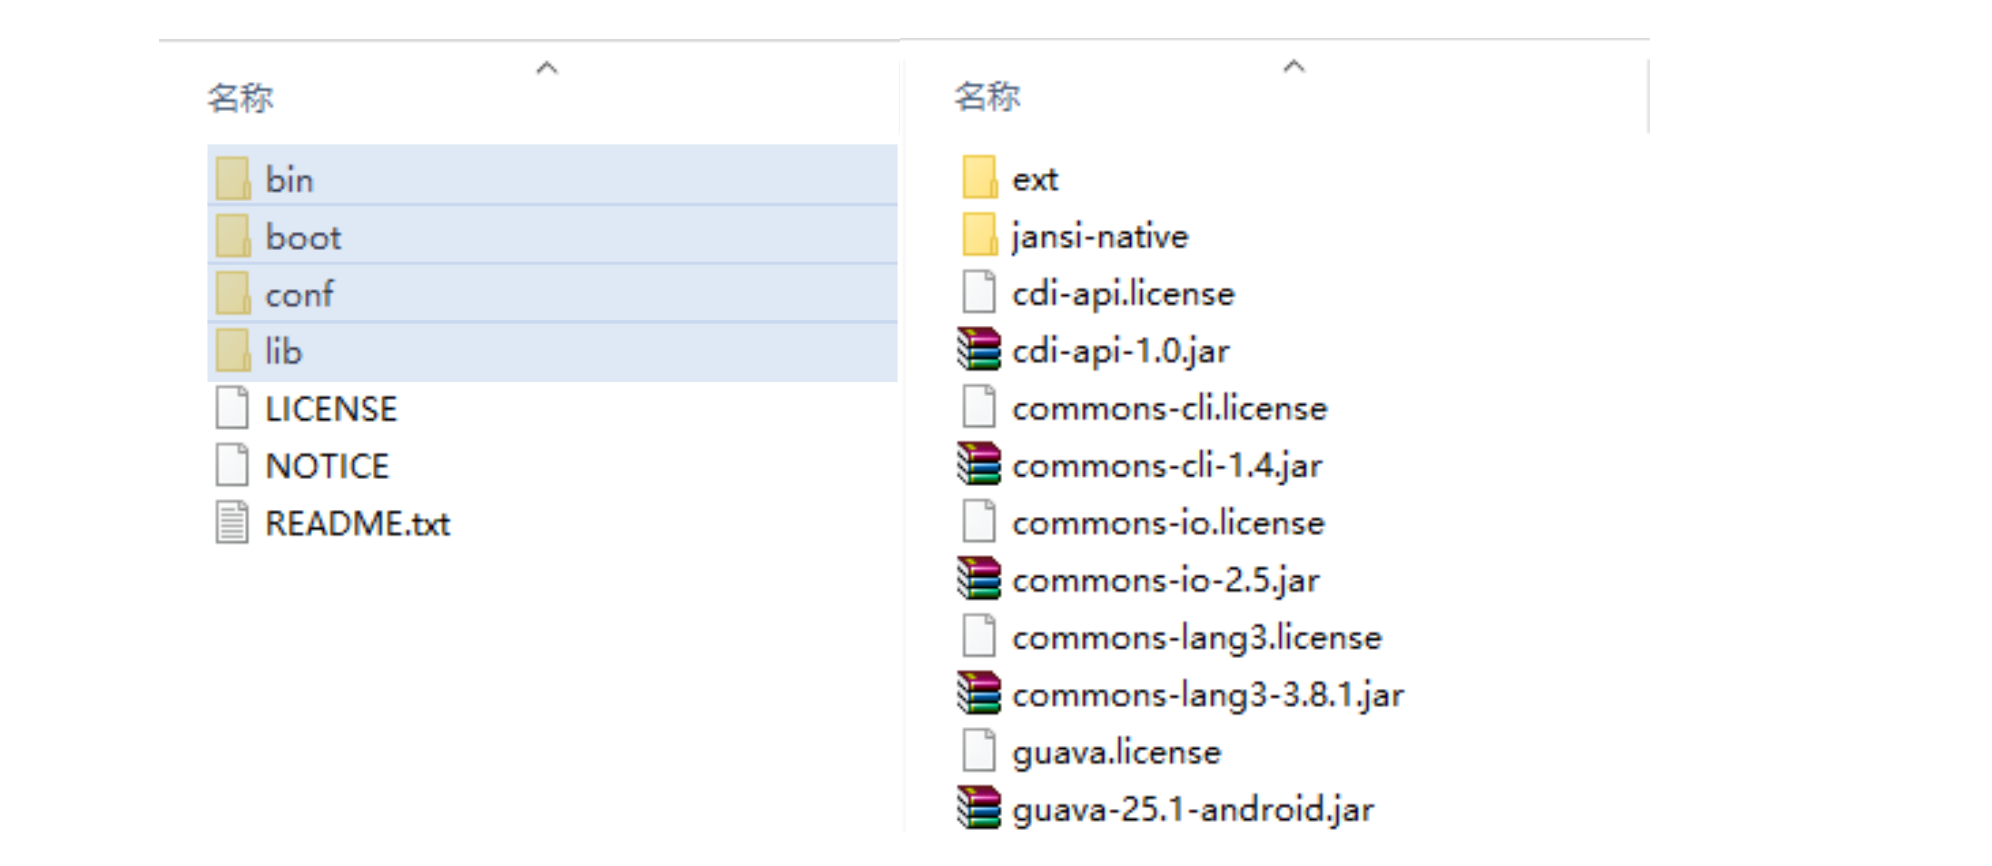 名称
bin
boot
conf
lib
LICENSE
NOTICE
README.txt
名称
ext
jansi-native
cdi-api.license
cdi-api-1.0.jar
commons-cli.license
commons-cli-1.4.jar
commons-io.license
commons-io-2.5.jar
commons-lang3.license
commons-lang3-3.8.1.jar
guava.license
guava-25.1-android.jar